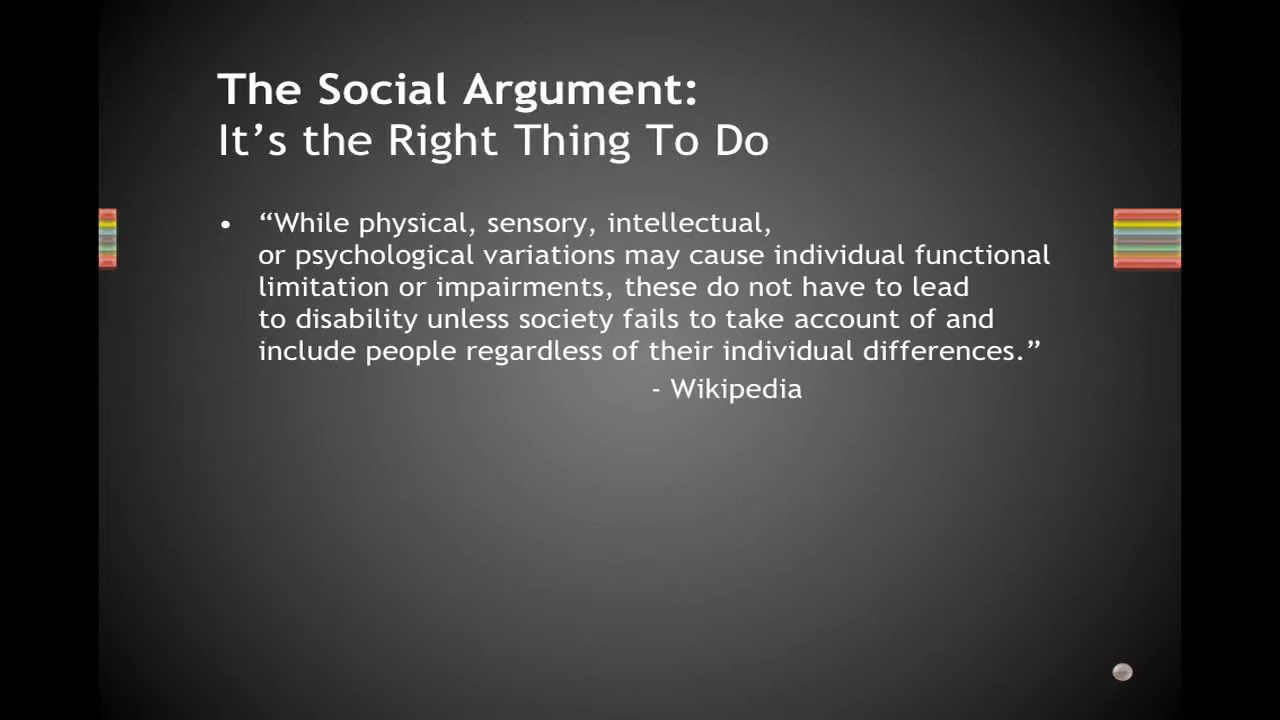 The Social Argument:
It’s the Right Thing To Do
• “While physical, sensory, intellectual,
or psychological variations may cause individual functional
limitation or impairments, these do not have to lead
to disability unless society fails to take account of and
include people regardless of their individual differences.”
- Wikipedia